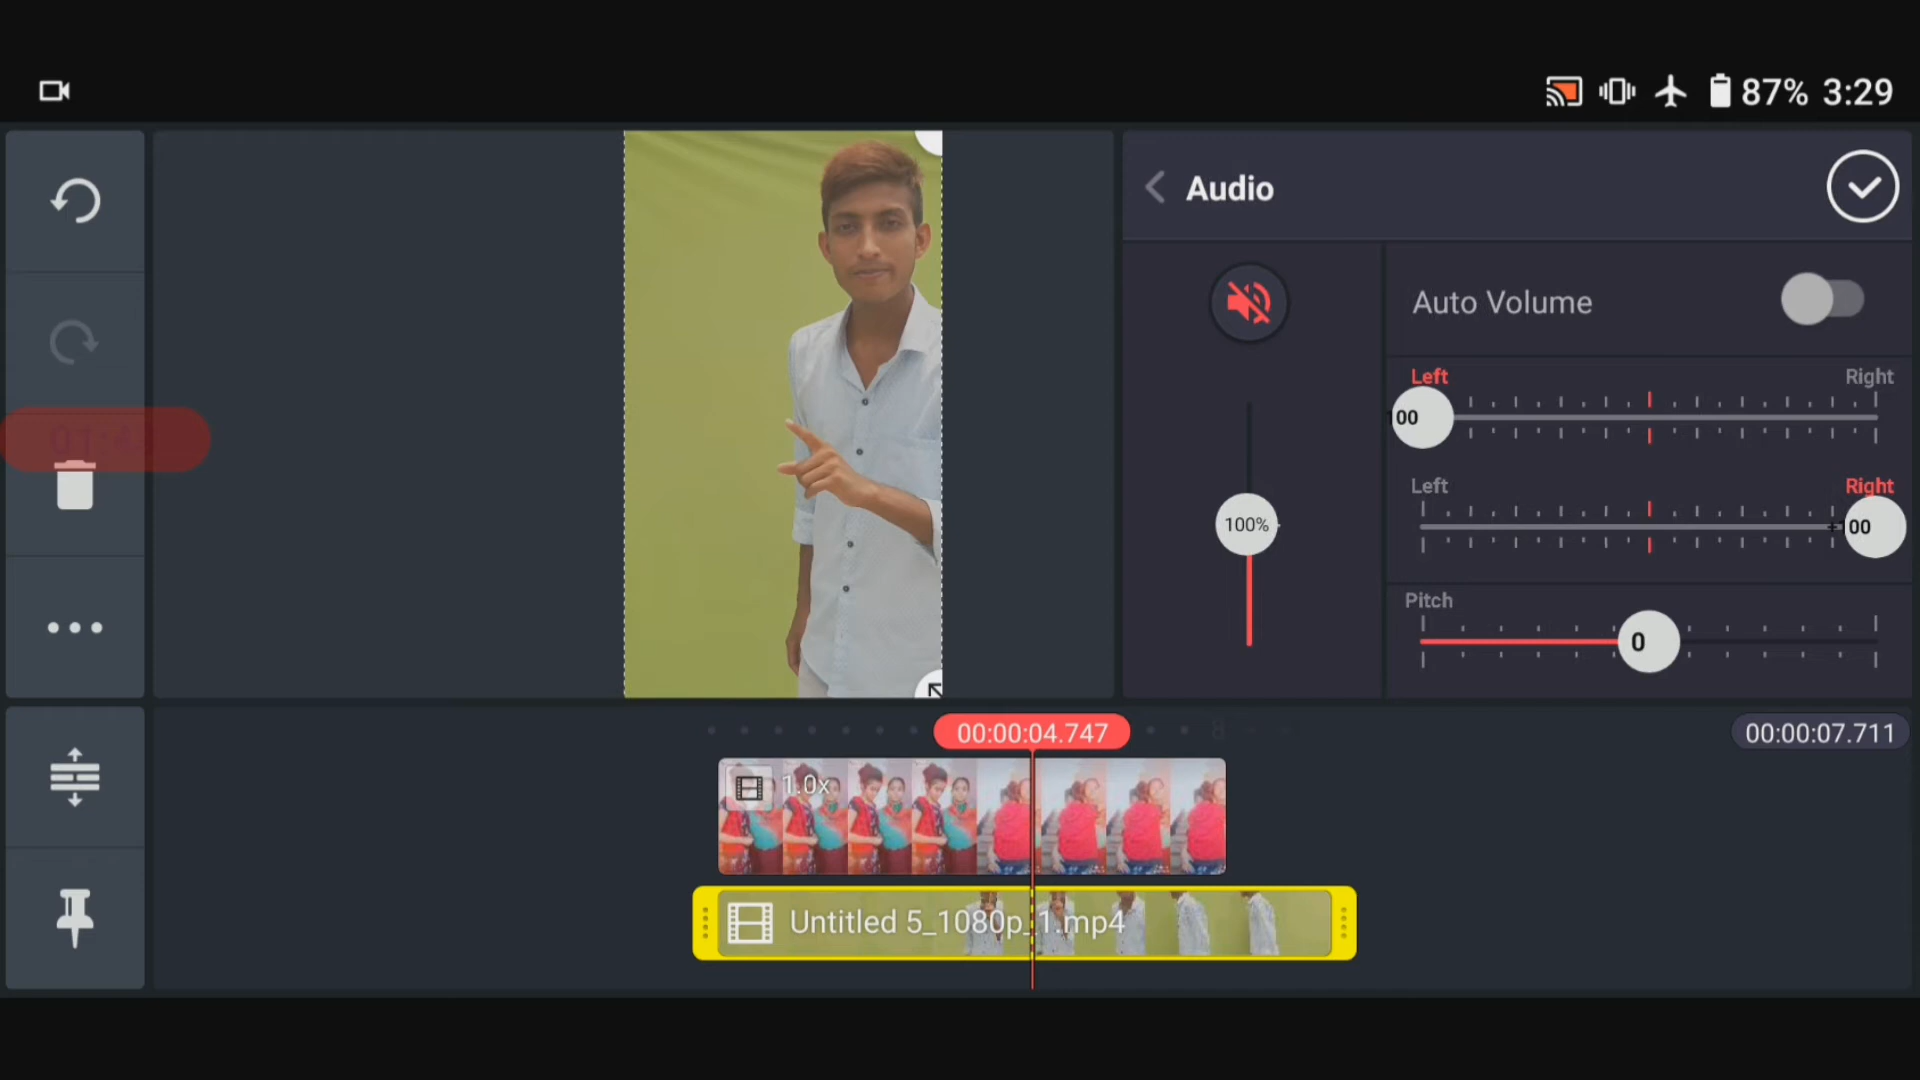 87% 3:29
Audio
Auto Volume
Left Right
00
Left Right
+ 00
100%
Pitch
0
00:00:04.747
00:00:07.711
1.0x
Untitled 5_1080p_1.mp4